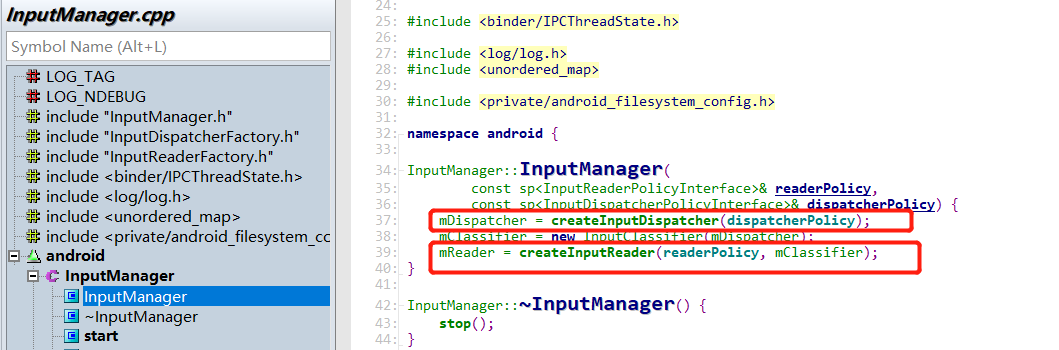 InputManager.cpp
Symbol Name (Alt+L)
LOG_TAG
LOG_NDEBUG
include "InputManager.h"
include "InputDispatcherFactory.h"
include "InputReaderFactory.h"
include <binder/IPCThreadState.h>
include <log/log.h>
include <unordered_map>
include <private/android_filesystem_co
android
InputManager
InputManager
~InputManager
start
24:
25: #include <binder/IPCThreadState.h>
26:
27: #include <log/log.h>
28: #include <unordered_map>
29:
30: #include <private/android_filesystem_config.h>
31:
32: namespace android {
33:
34: InputManager::InputManager(
35: const sp<InputReaderPolicyInterface>& readerPolicy,
36: const sp<InputDispatcherPolicyInterface>& dispatcherPolicy) {
37: mDispatcher = createInputDispatcher(dispatcherPolicy);
38: mClassifier = new InputClassifier(mDispatcher);
39: mReader = createInputReader(readerPolicy, mClassifier);
40: }
41:
42: InputManager::~InputManager() {
43: stop();
44: }